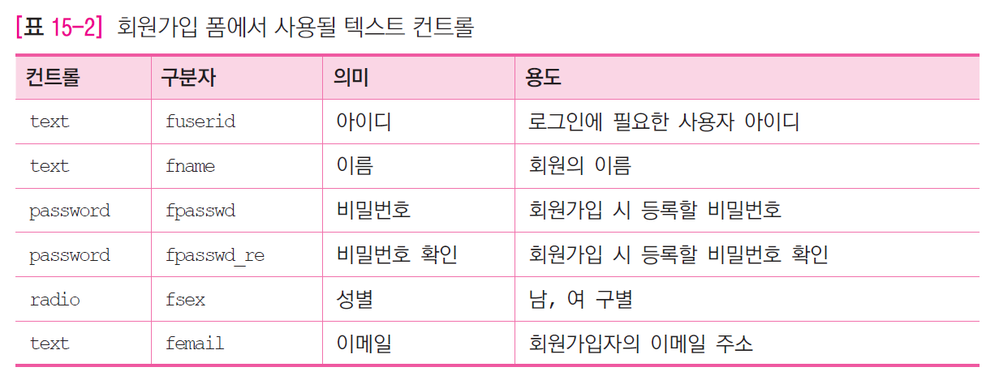 [표 15-2] 회원가입 폼에서 사용될 텍스트 컨트롤
컨트롤 구분자 의미 용도
text fuserid 아이디 로그인에 필요한 사용자 아이디
text fname 이름 회원의 이름
password fpasswd 비밀번호 회원가입 시 등록할 비밀번호
password fpasswd_re 비밀번호 확인 회원가입 시 등록할 비밀번호 확인
radio fsex 성별 남, 여 구별
text femail 이메일 회원가입자의 이메일 주소